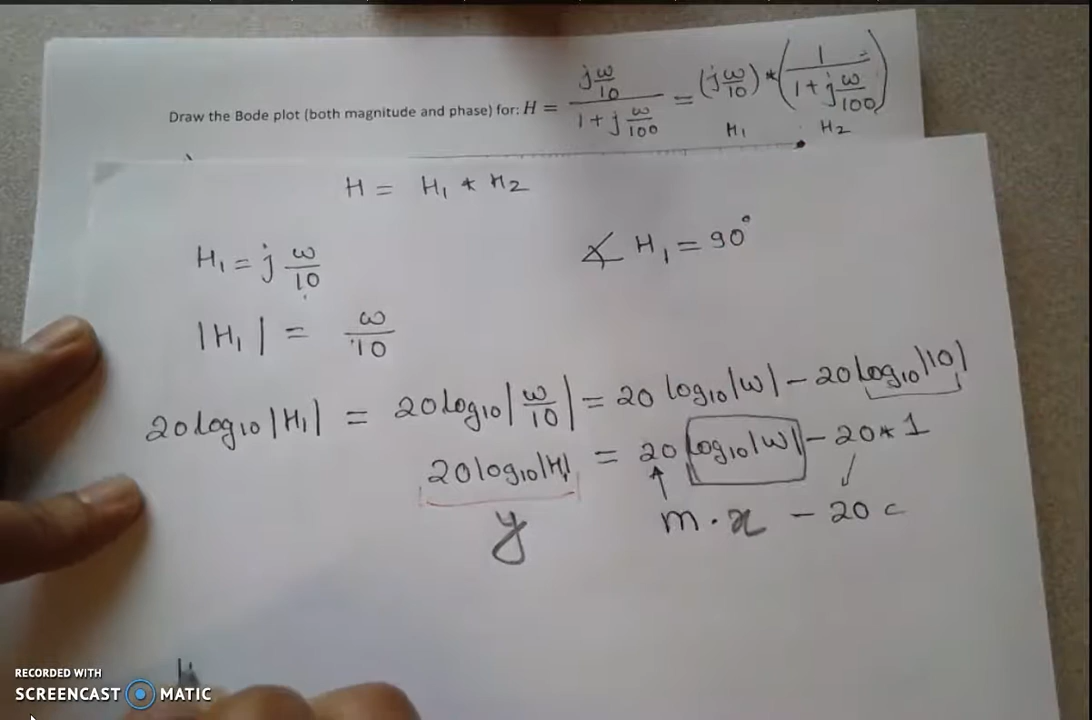 Draw the Bode plot (both magnitude and phase) for: H = (jω/10)/(1 + jω/100) = (jω/10) * (1/(1 + jω/100))
H₁ H₂
H = H₁ * H₂
H₁ = j ω/10
∡ H₁ = 90°
|H₁| = ω/10
20log₁₀|H₁| = 20log₁₀|ω/10| = 20 log₁₀|ω| - 20log₁₀|10|
20log₁₀|H₁| = 20 log₁₀|ω| - 20*1
y m·x - 20 c
RECORDED WITH
SCREENCAST MATIC